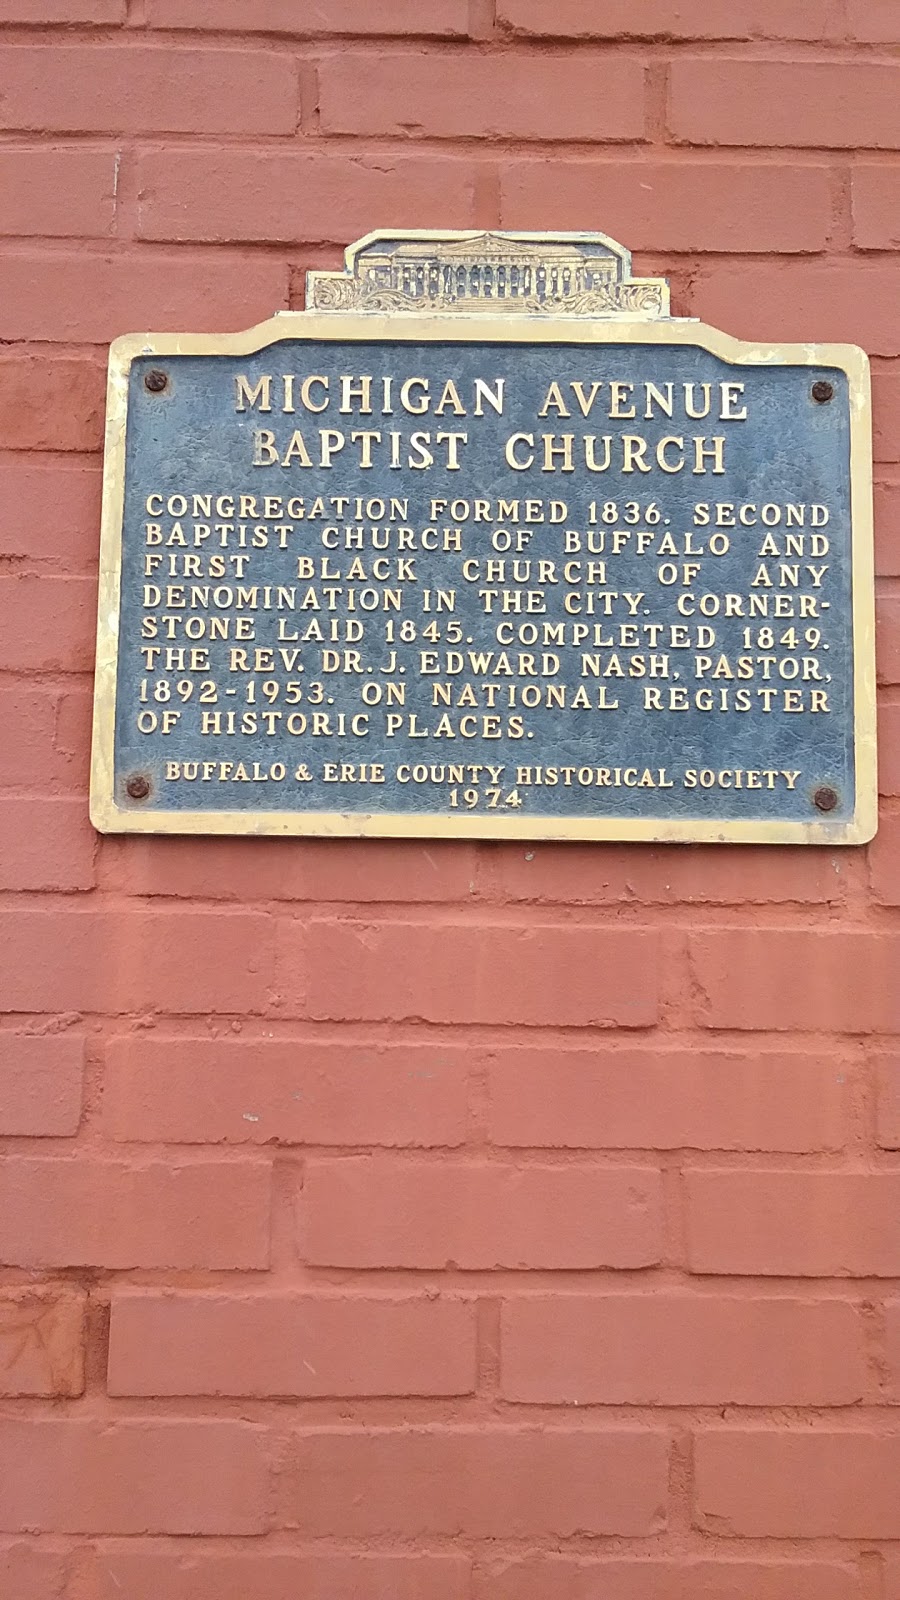 MICHIGAN AVENUE
BAPTIST CHURCH
CONGREGATION FORMED 1836. SECOND
BAPTIST CHURCH OF BUFFALO AND
FIRST BLACK CHURCH OF ANY
DENOMINATION IN THE CITY. CORNER-
STONE LAID 1845. COMPLETED 1849.
THE REV. DR. J. EDWARD NASH, PASTOR,
1892-1953. ON NATIONAL REGISTER
OF HISTORIC PLACES.
BUFFALO & ERIE COUNTY HISTORICAL SOCIETY
1974